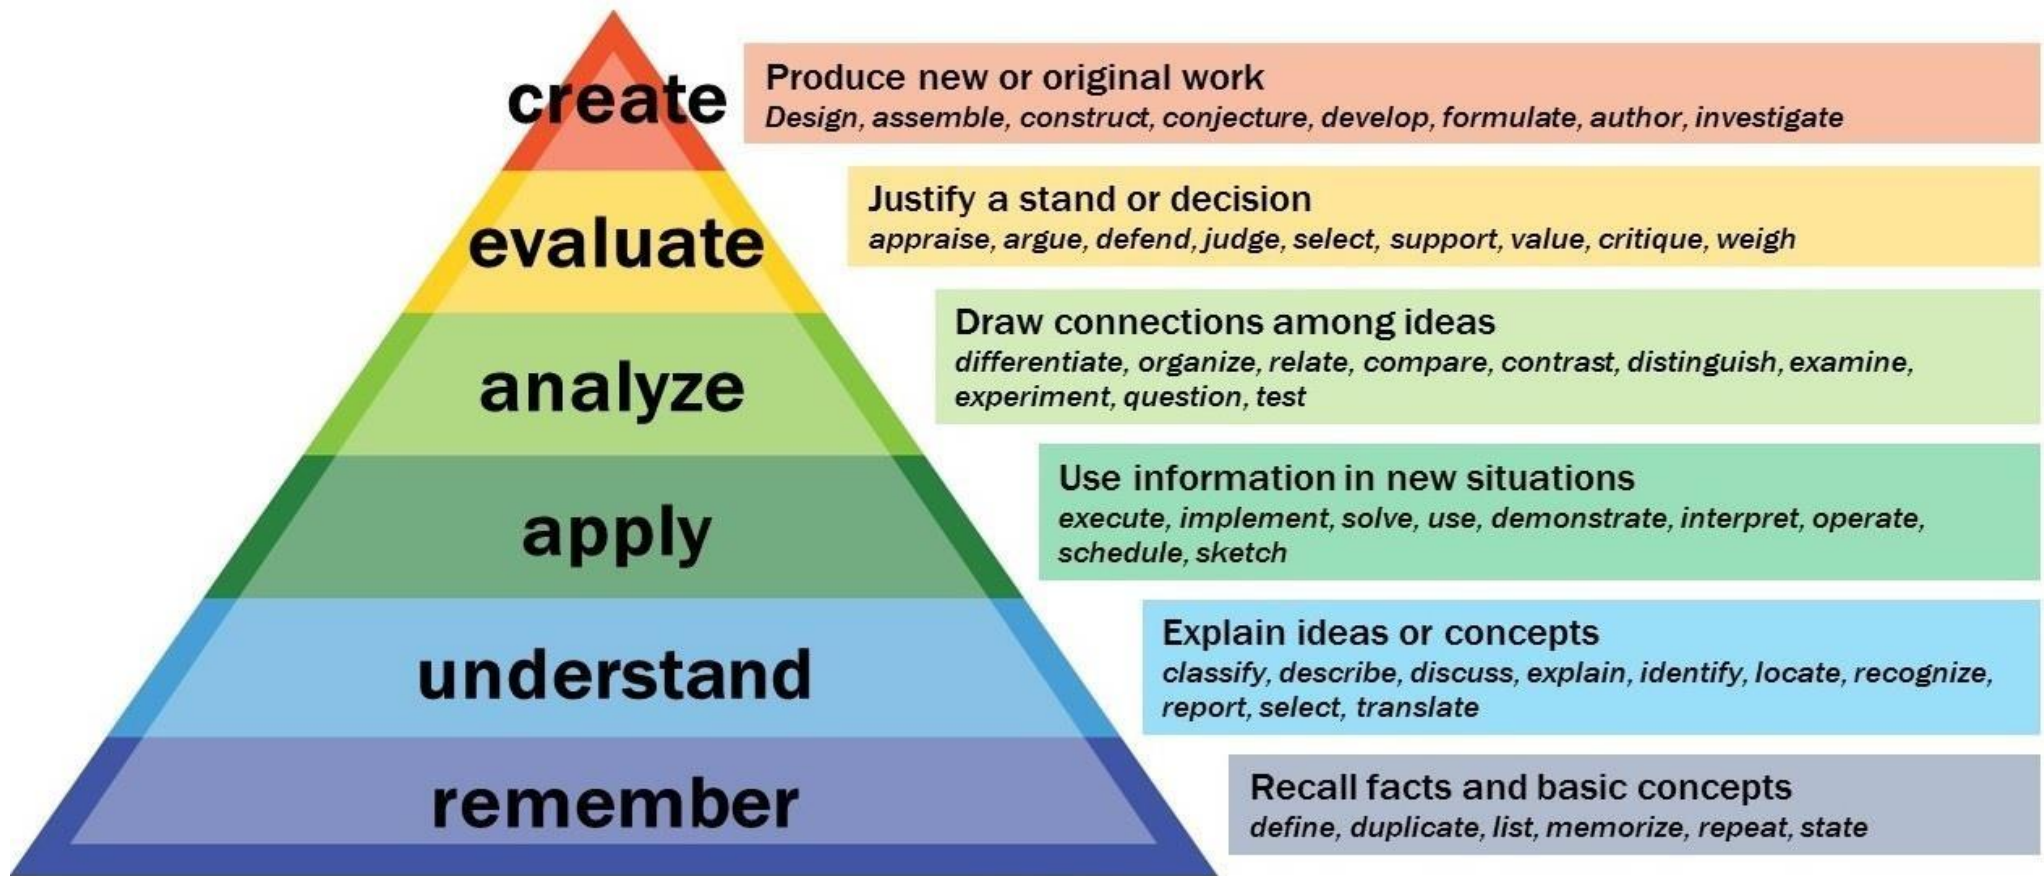 create
Produce new or original work
Design, assemble, construct, conjecture, develop, formulate, author, investigate
evaluate
Justify a stand or decision
appraise, argue, defend, judge, select, support, value, critique, weigh
analyze
Draw connections among ideas
differentiate, organize, relate, compare, contrast, distinguish, examine,
experiment, question, test
apply
Use information in new situations
execute, implement, solve, use, demonstrate, interpret, operate,
schedule, sketch
understand
Explain ideas or concepts
classify, describe, discuss, explain, identify, locate, recognize,
report, select, translate
remember
Recall facts and basic concepts
define, duplicate, list, memorize, repeat, state